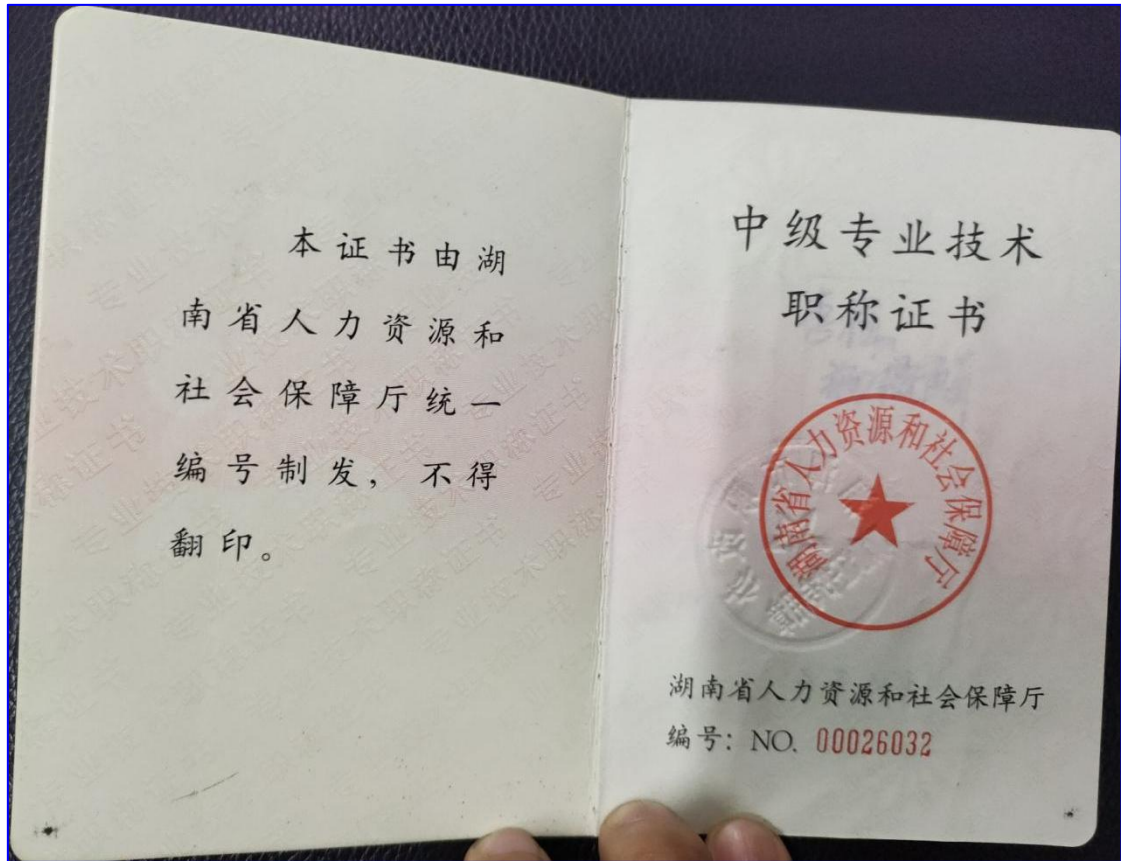 本证书由湖
南省人力资源和
社会保障厅统一
编号制发，不得
翻印。
中级专业技术
职称证书
湖南省人力资源和社会保障厅
湖南省人力资源和社会保障厅
编号：NO. 00026032